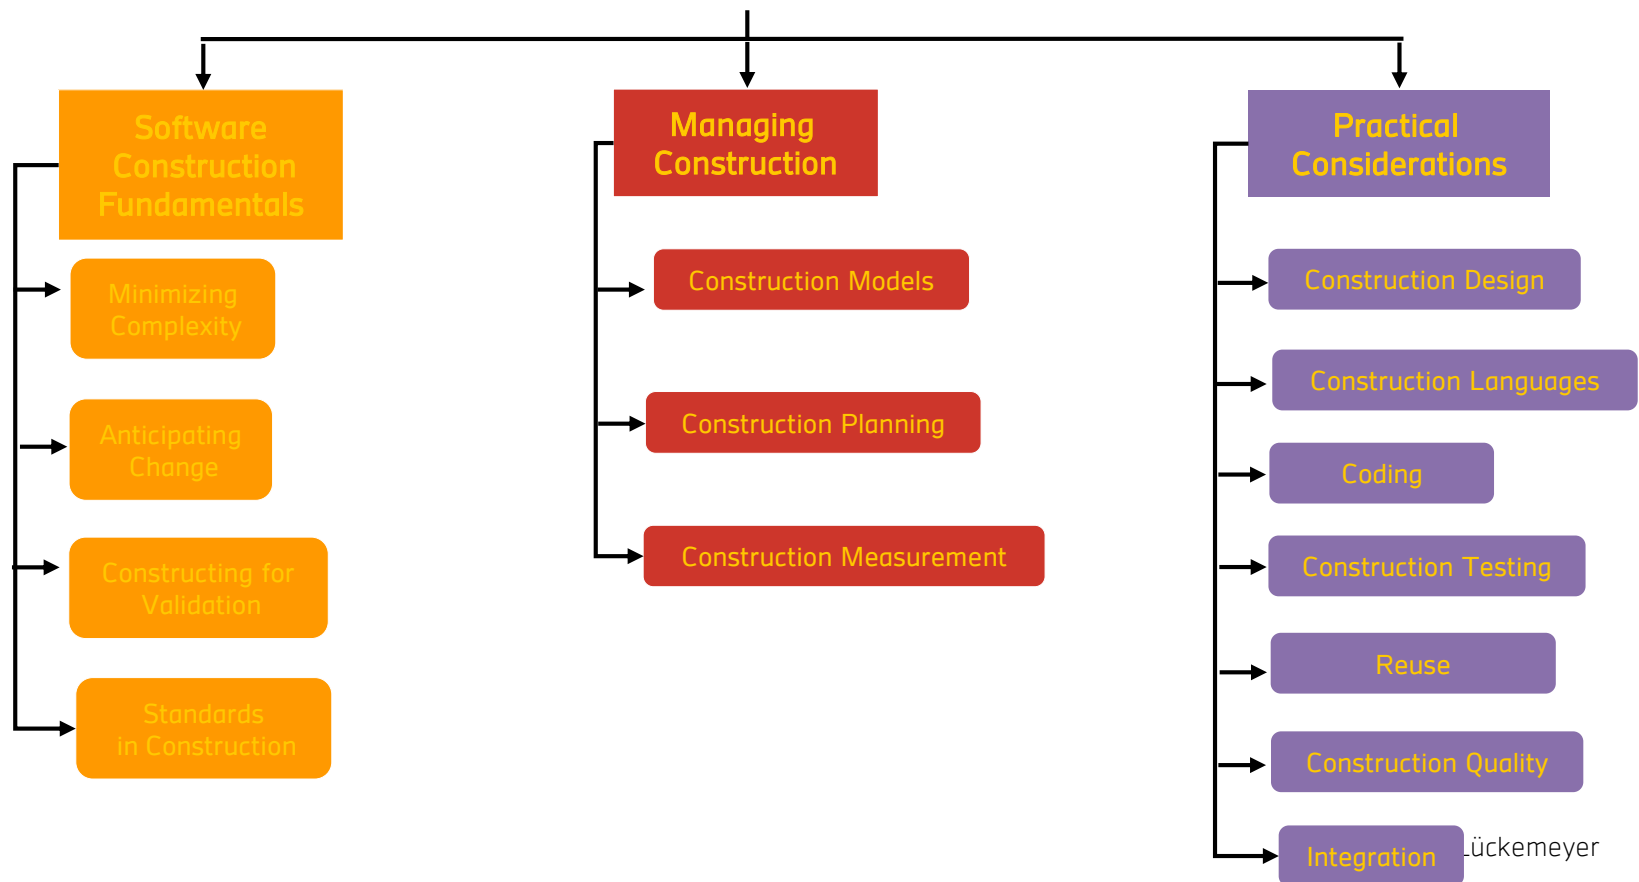 Software
Construction
Fundamentals
Minimizing
Complexity
Anticipating
Change
Constructing for
Validation
Standards
in Construction
Managing
Construction
Construction Models
Construction Planning
Construction Measurement
Practical
Considerations
Construction Design
Construction Languages
Coding
Construction Testing
Reuse
Construction Quality
Integration
ückemeyer